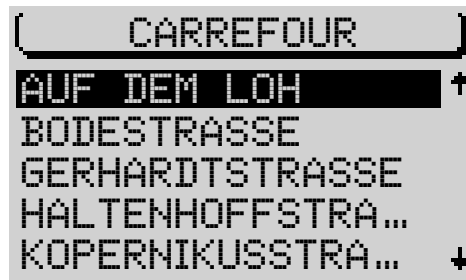 CARREFOUR
AUF DEM LOH
BODESTRASSE
GERHARDTSTRASSE
HALTENHOFFSTRA…
KOPERNIKUSSTRA…